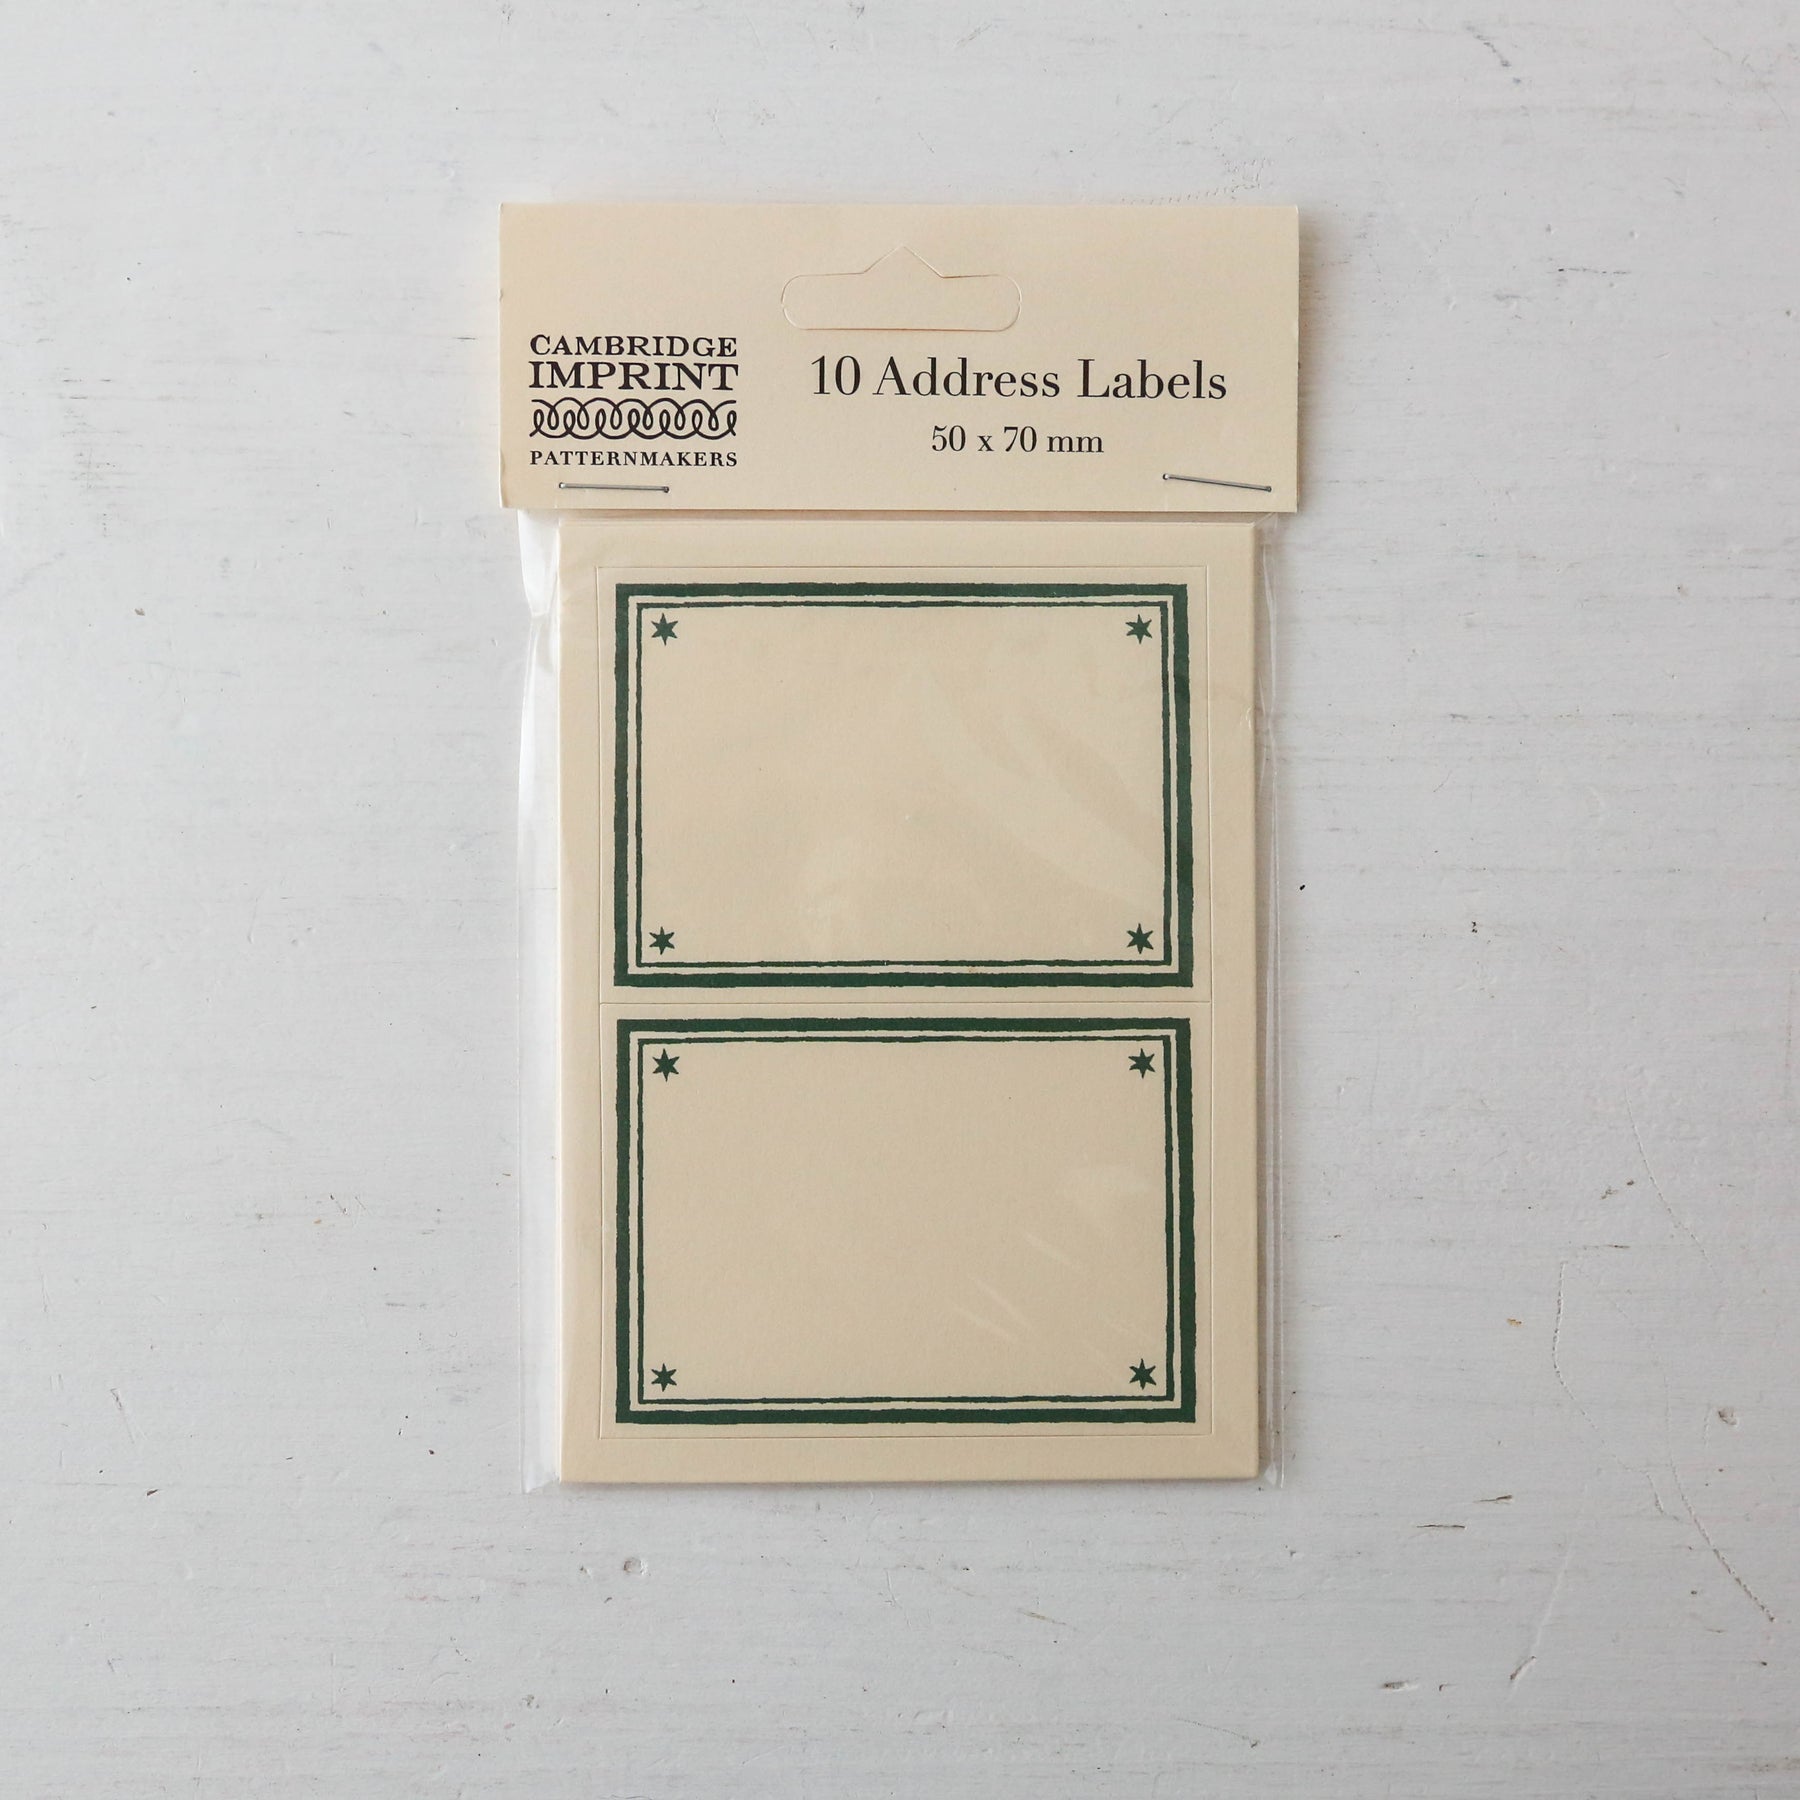 CAMBRIDGE
IMPRINT
PATTERNMAKERS
10 Address Labels
50 x 70 mm